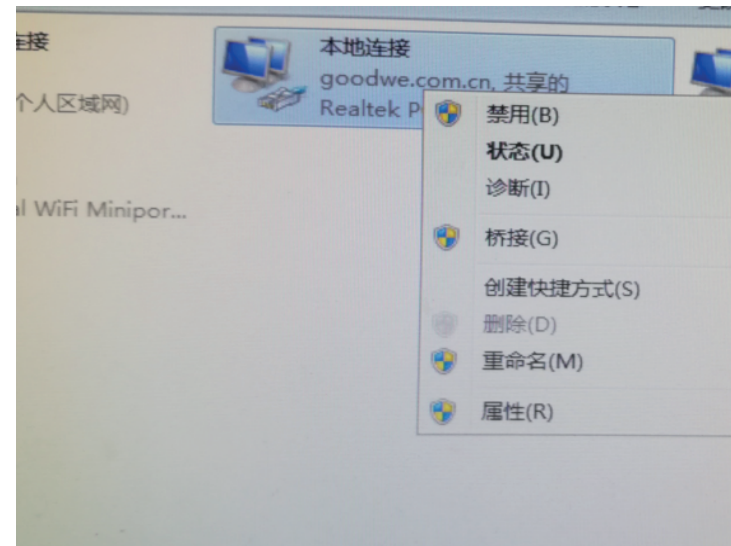 连接
本地连接
goodwe.com.cn, 共享的
个人区域网)
Realtek
禁用(B)
状态(U)
诊断(I)
WiFi Minipor...
桥接(G)
创建快捷方式(S)
删除(D)
重命名(M)
属性(R)